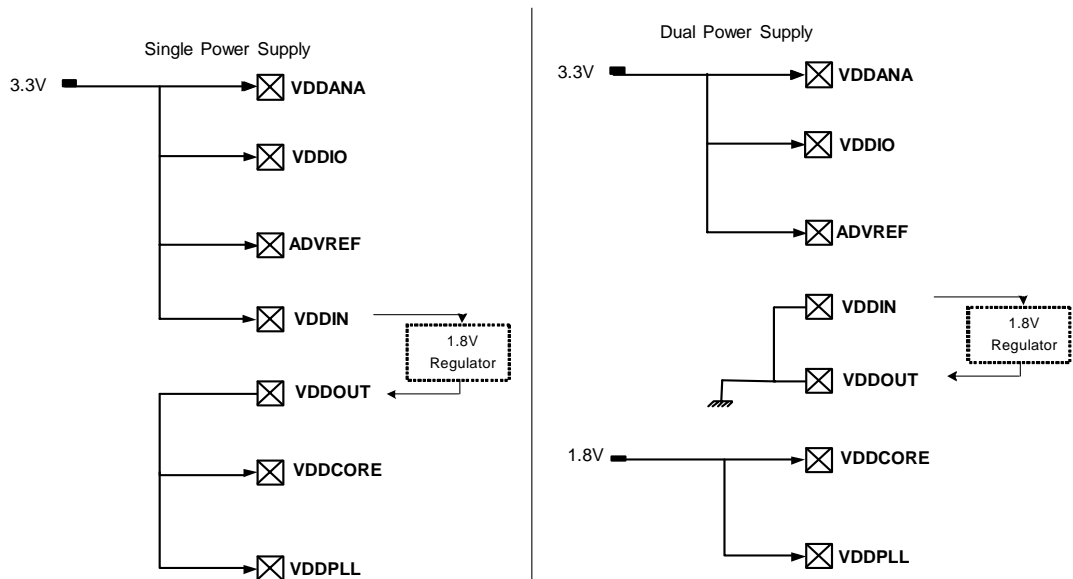 Single Power Supply
3.3V
VDDANA
VDDIO
ADVREF
VDDIN
1.8V
Regulator
VDDOUT
VDDCORE
VDDPLL
Dual Power Supply
3.3V
VDDANA
VDDIO
ADVREF
VDDIN
1.8V
Regulator
VDDOUT
1.8V
VDDCORE
VDDPLL